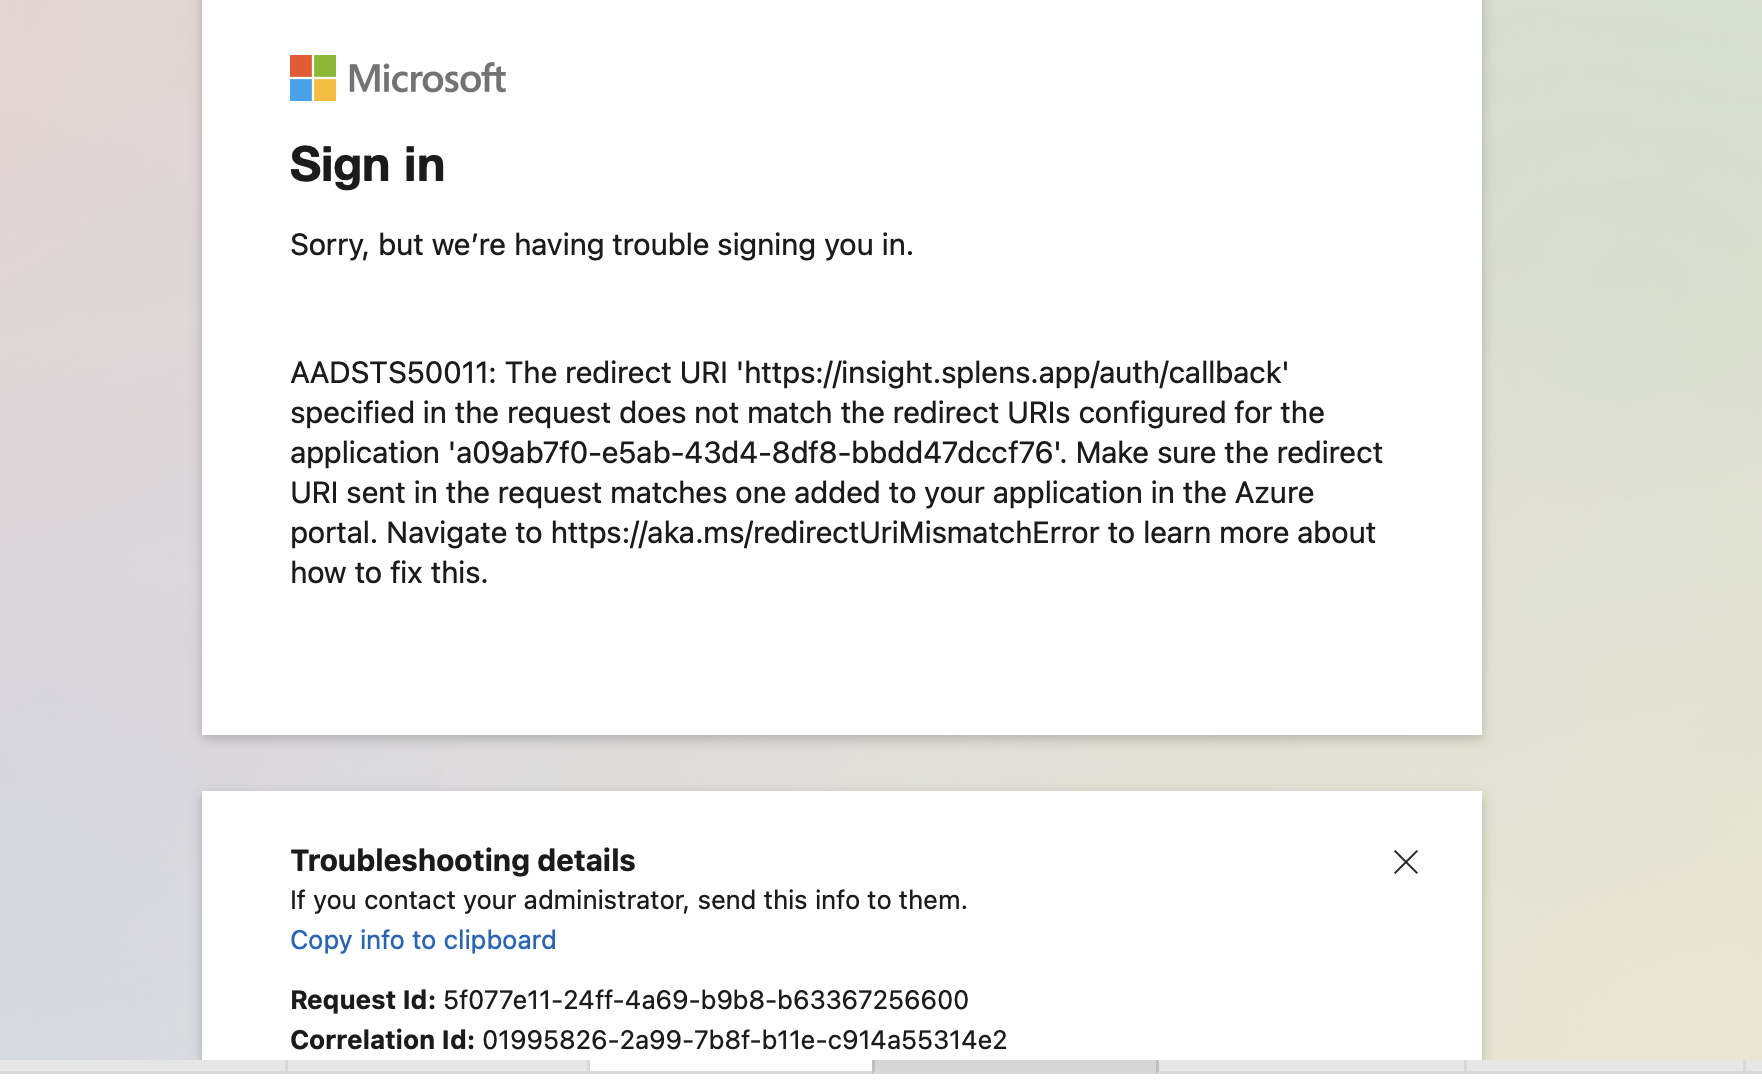 Microsoft
Sign in
Sorry, but we’re having trouble signing you in.
AADSTS50011: The redirect URI 'https://insight.splens.app/auth/callback'
specified in the request does not match the redirect URIs configured for the
application 'a09ab7f0-e5ab-43d4-8df8-bbdd47dccf76'. Make sure the redirect
URI sent in the request matches one added to your application in the Azure
portal. Navigate to https://aka.ms/redirectUriMismatchError to learn more about
how to fix this.
Troubleshooting details
If you contact your administrator, send this info to them.
Copy info to clipboard
Request Id: 5f077e11-24ff-4a69-b9b8-b63367256600
Correlation Id: 01995826-2a99-7b8f-b11e-c914a55314e2